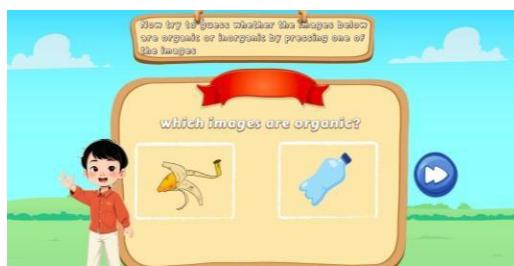 Now try to guess whether the images below
are organic or inorganic by pressing one of
the images
which images are organic?